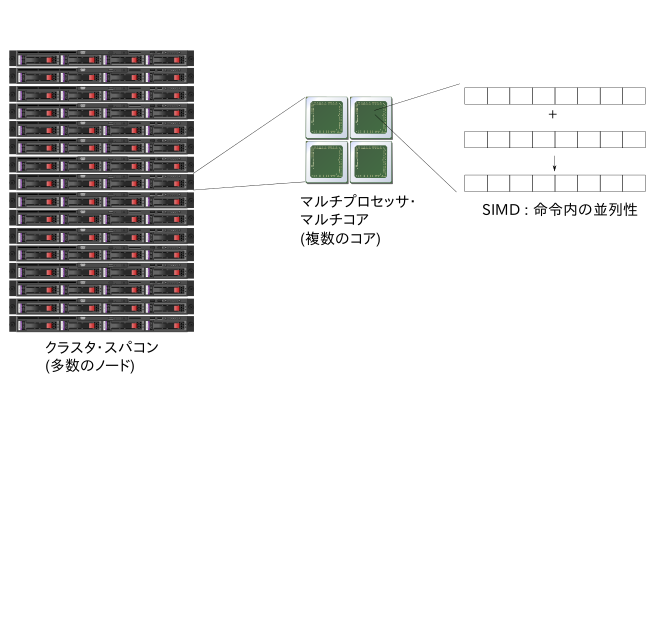 クラスタ・スパコン
(多数のノード)
マルチプロセッサ・
マルチコア
(複数のコア)
+
SIMD : 命令内の並列性